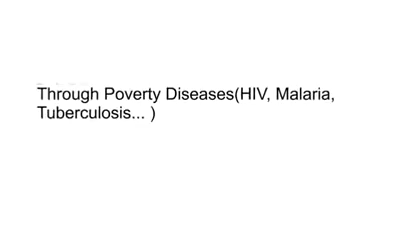 Through Poverty Diseases(HIV, Malaria,
Tuberculosis... )